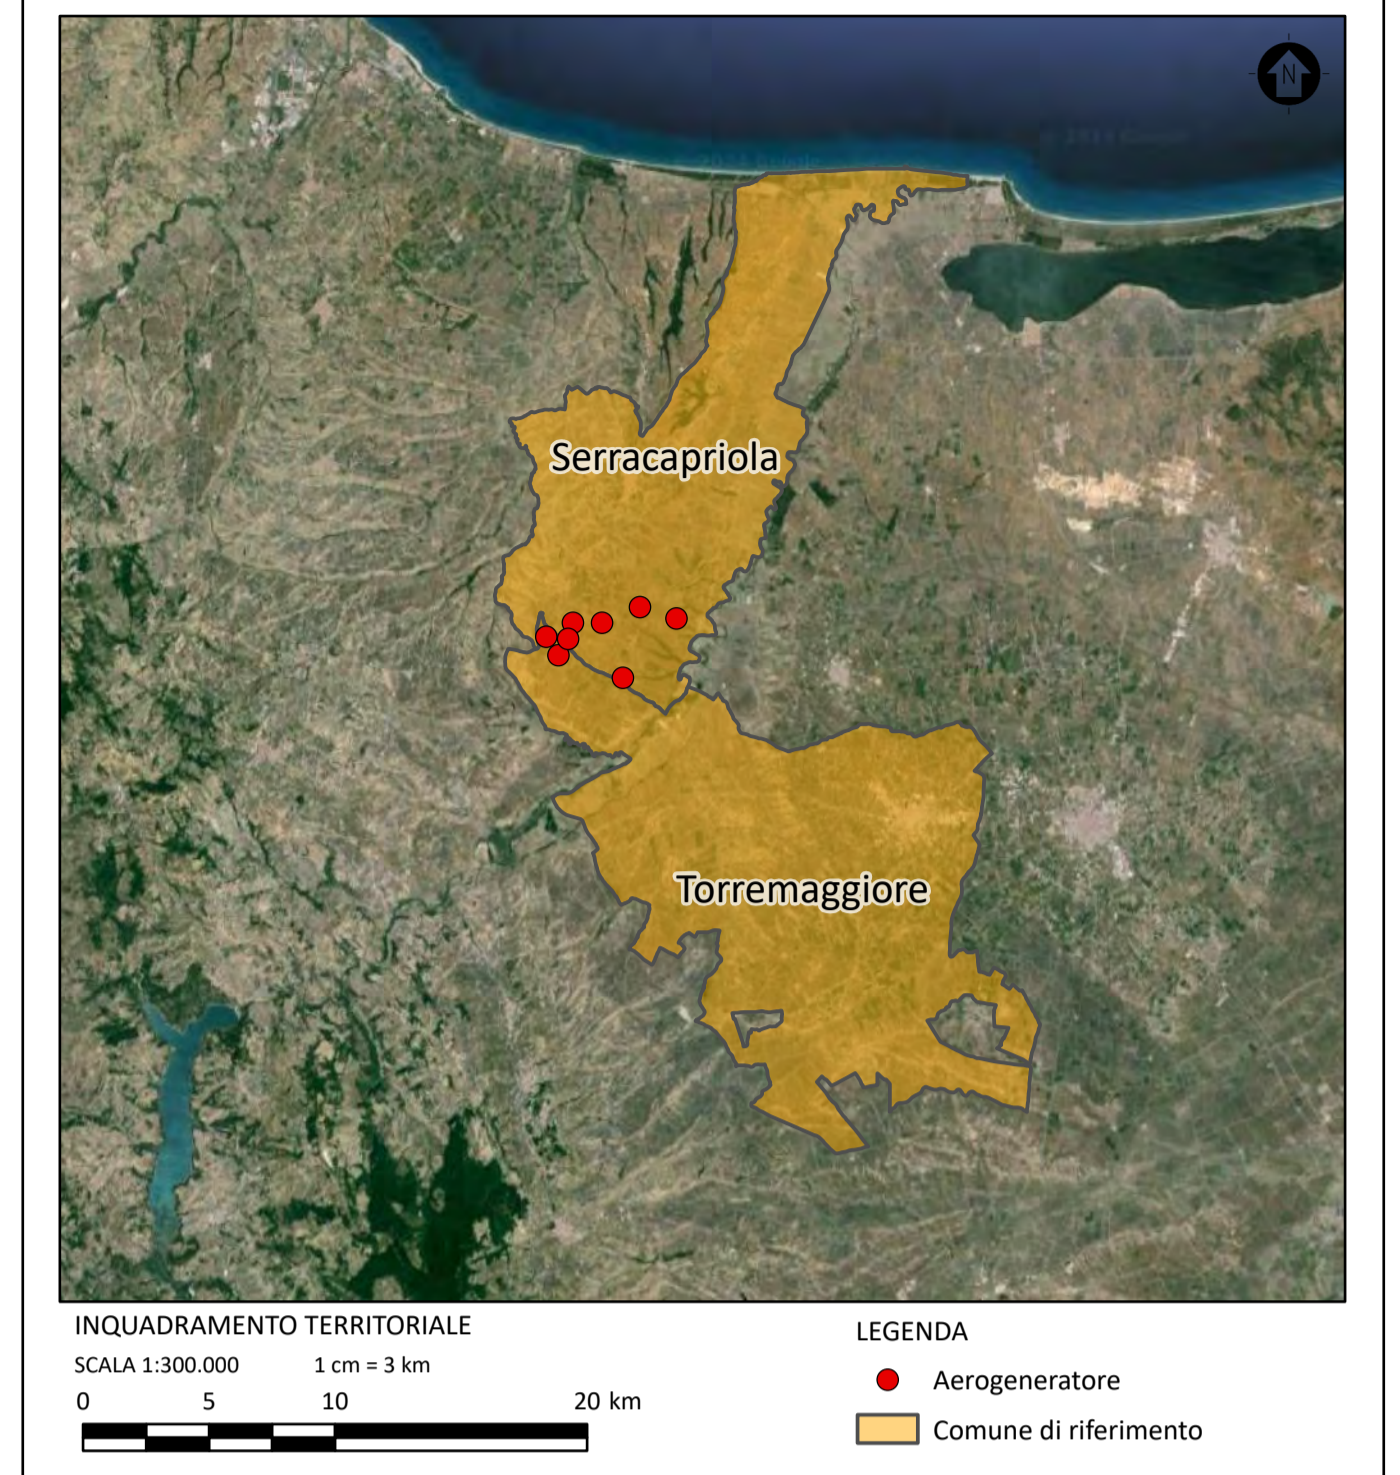 N
Serracapriola
Torremaggiore
INQUADRAMENTO TERRITORIALE
SCALA 1:300.000 1 cm = 3 km
0 5 10 20 km
LEGENDA
Aerogeneratore
Comune di riferimento